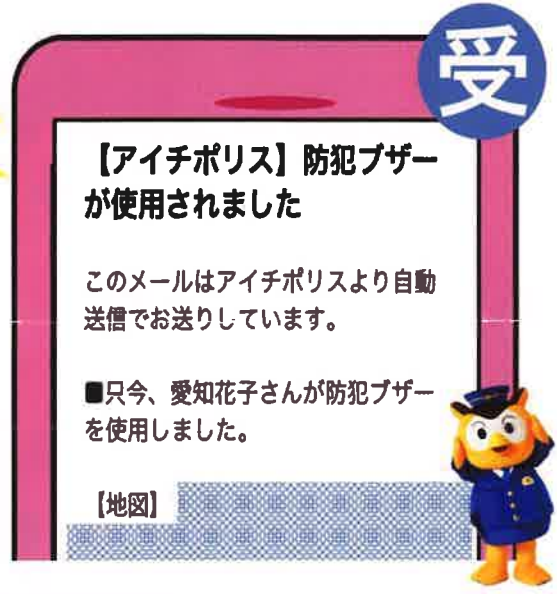 受
【アイチポリス】防犯ブザー
が使用されました
このメールはアイチポリスより自動
送信でお送りしています。
■只今、愛知花子さんが防犯ブザー
を使用しました。
【地図】